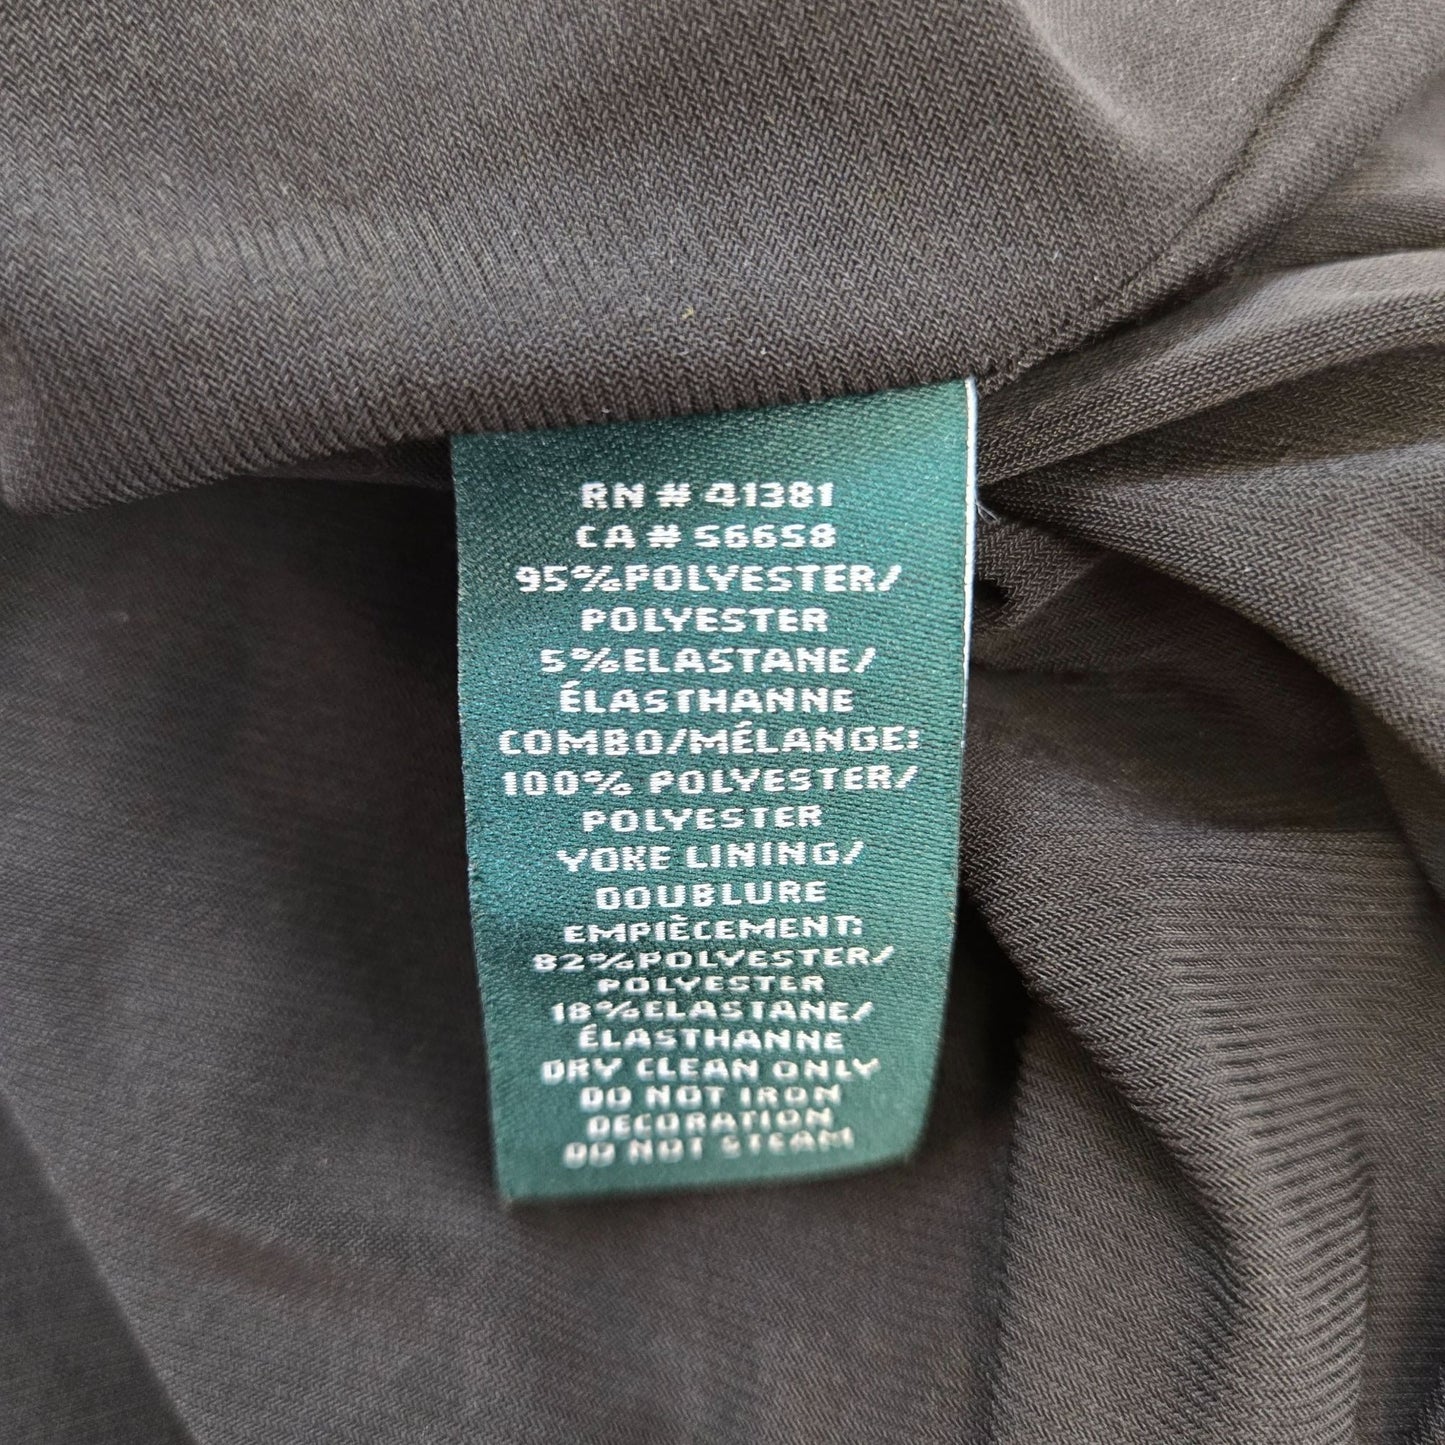 RN # 41381
CA # 56658
95%POLYESTER/
POLYESTER
5%ELASTANE/
ÉLASTHANNE
COMBO/MÉLANGE:
100% POLYESTER/
POLYESTER
YOKE LINING/
DOUBLURE
EMPIÈCEMENT:
82%POLYESTER/
POLYESTER
18%ELASTANE/
ÉLASTHANNE
DRY CLEAN ONLY
DO NOT IRON
DECORATION
DO NOT STEAM